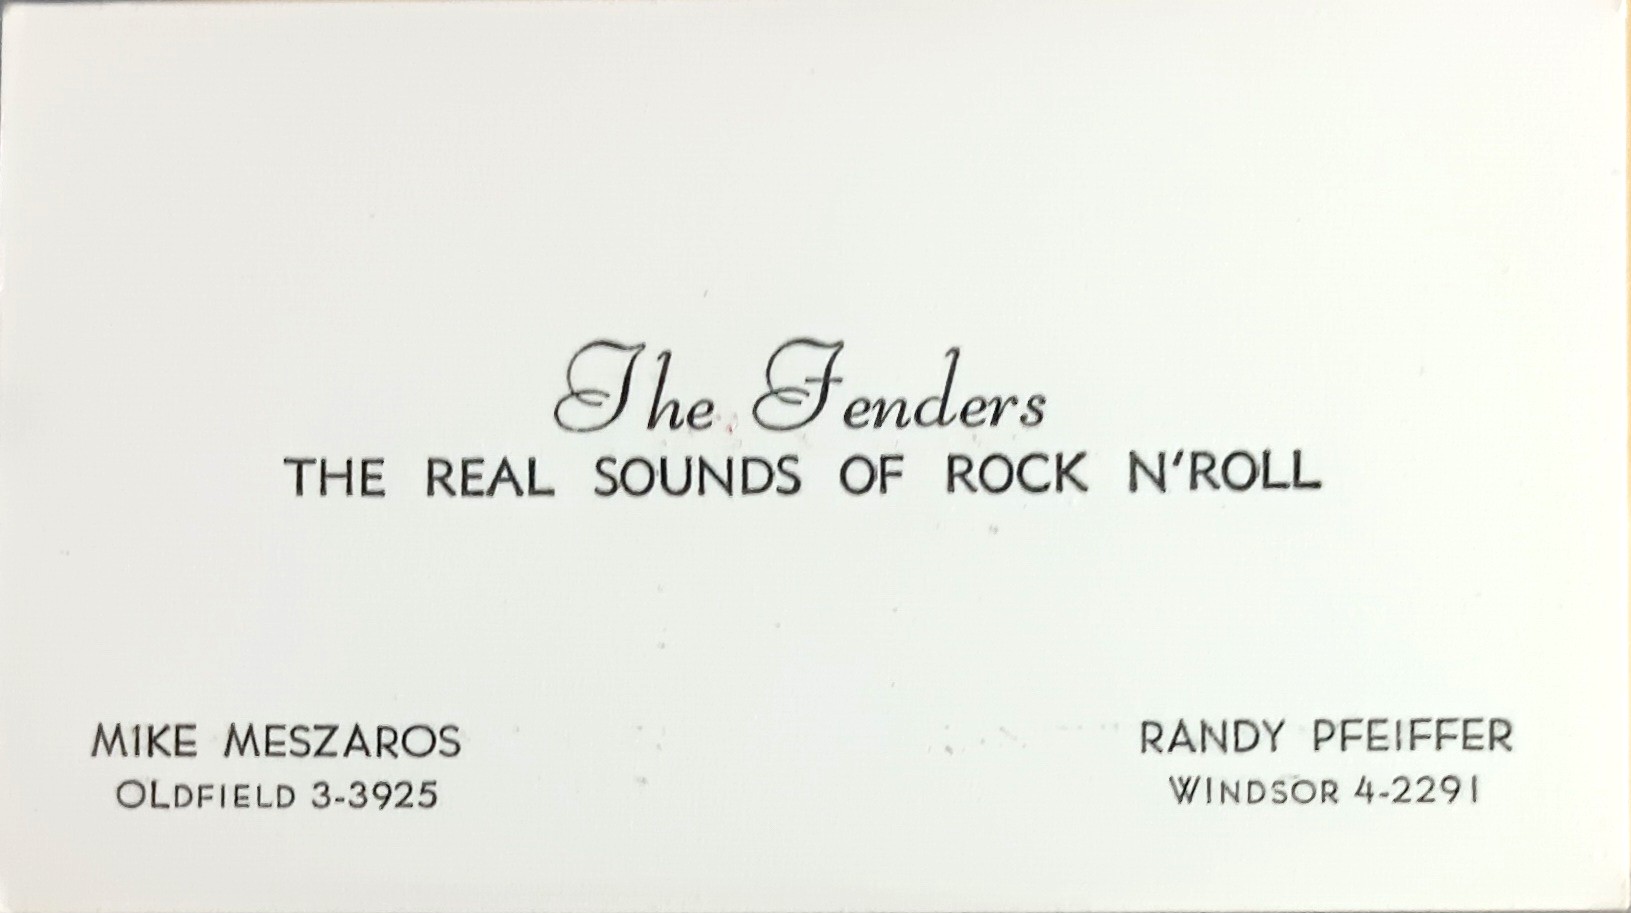 The Fenders
THE REAL SOUNDS OF ROCK N'ROLL
MIKE MESZAROS
OLDFIELD 3-3925
RANDY PFEIFFER
WINDSOR 4-2291